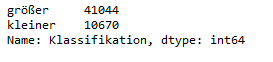 größer     41044
kleiner    10670
Name: Klassifikation, dtype: int64